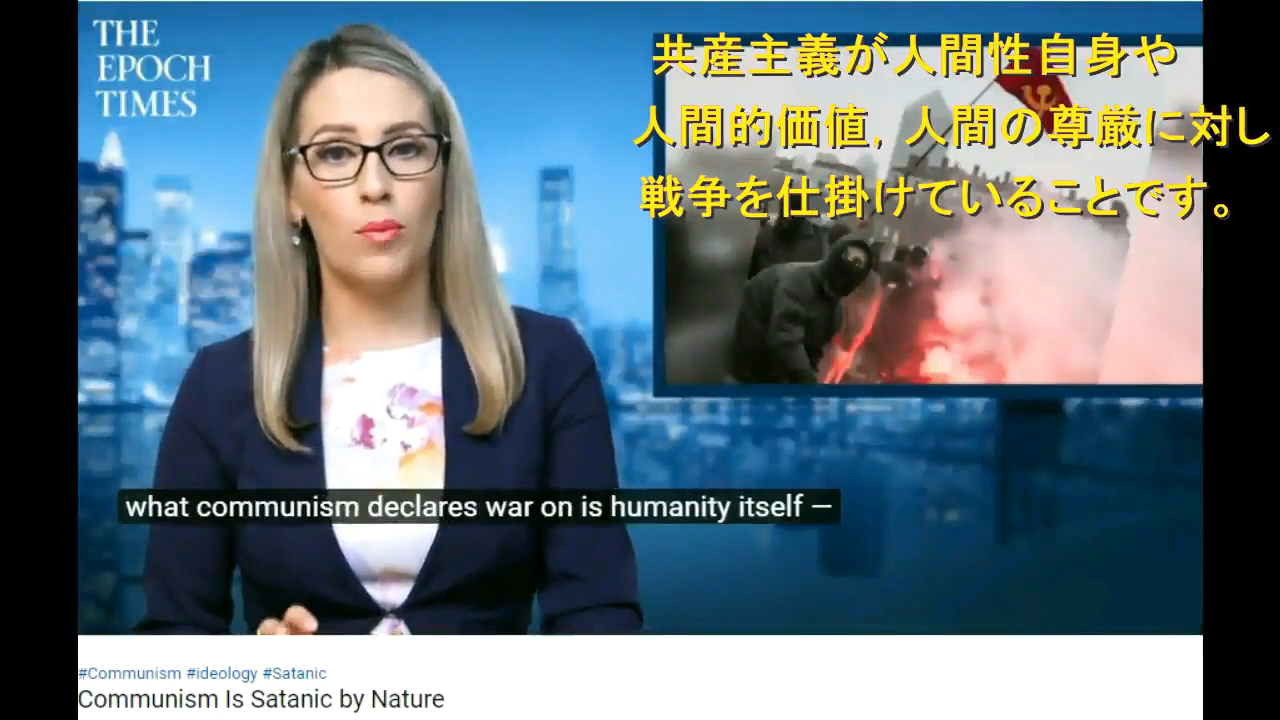 THE
EPOCH
TIMES
共産主義が人間性自身や
人間的価値, 人間の尊厳に対し
戦争を仕掛けていることです。
what communism declares war on is humanity itself —
#Communism #ideology #Satanic
Communism Is Satanic by Nature